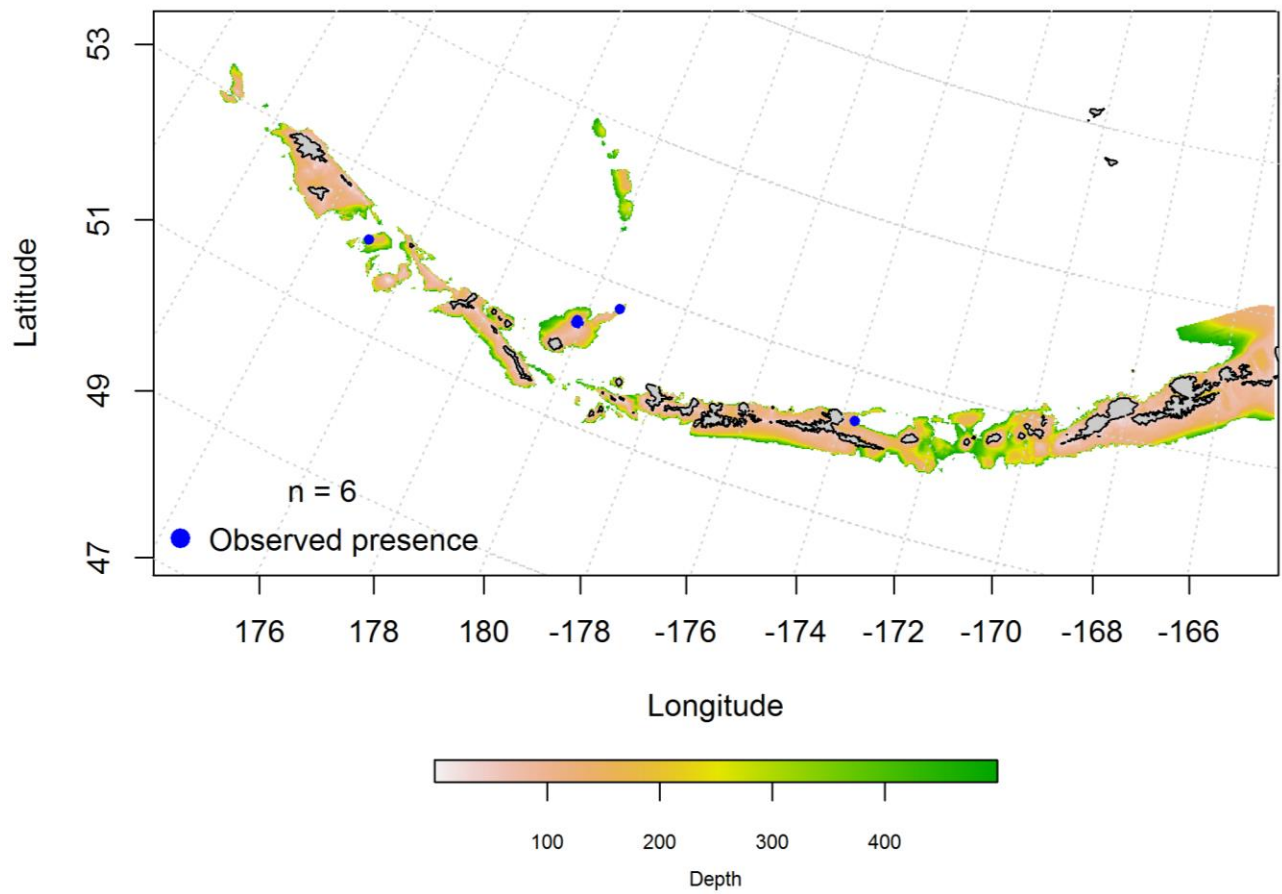 53
51
49
47
Latitude
n = 6
Observed presence
176 178 180 -178 -176 -174 -172 -170 -168 -166
Longitude
100 200 300 400
Depth